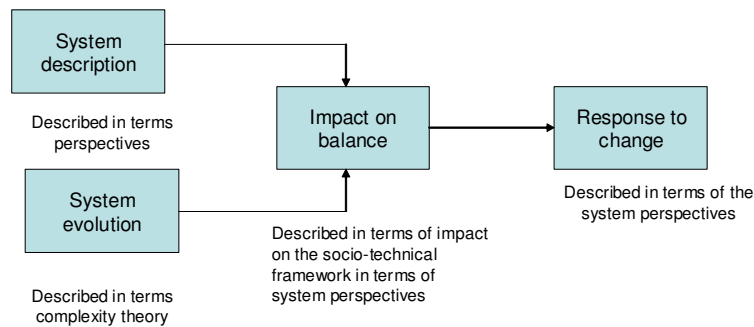 System
description
Described in terms
perspectives
System
evolution
Described in terms
complexity theory
Impact on
balance
Described in terms of impact
on the socio-technical
framework in terms of
system perspectives
Response to
change
Described in terms of the
system perspectives